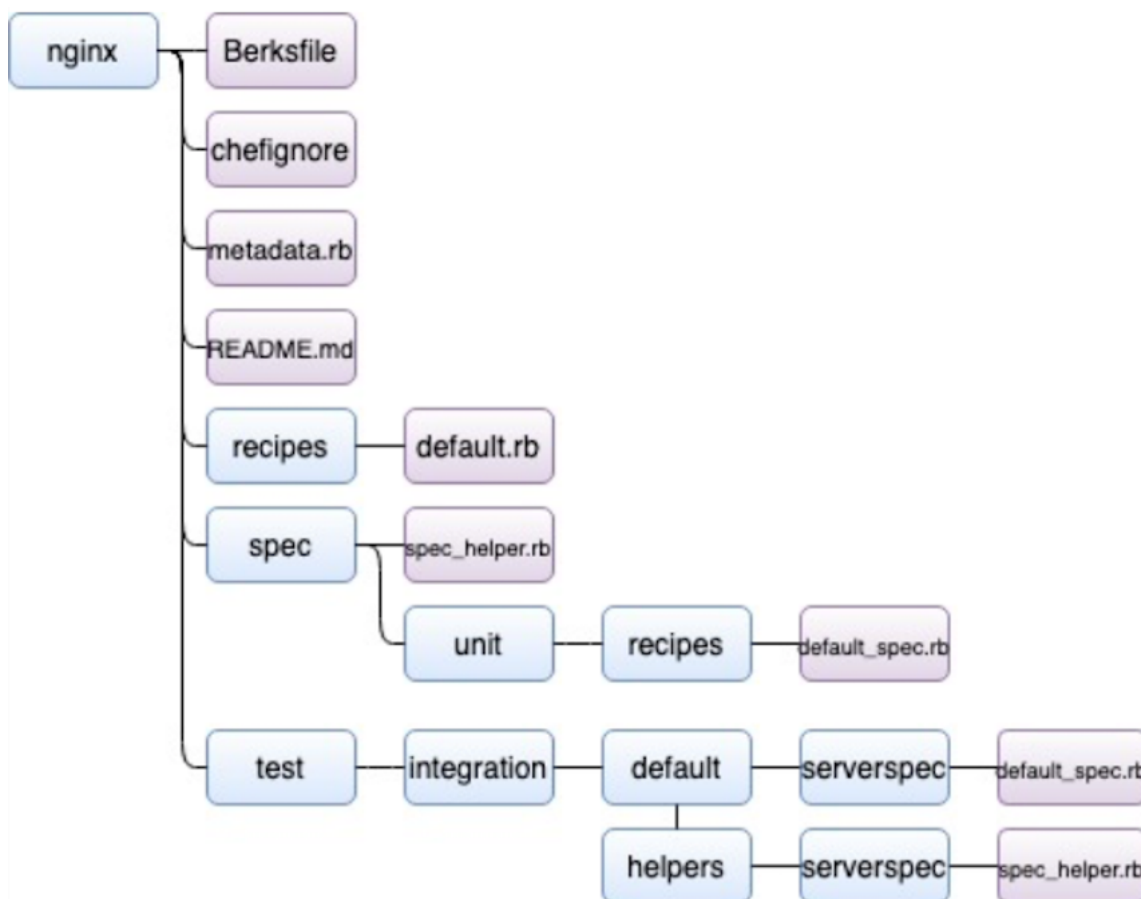 nginx
Berksfile
chefignore
metadata.rb
README.md
recipes
default.rb
spec
spec_helper.rb
unit
recipes
default_spec.rb
test
integration
default
serverspec
default_spec.rb
helpers
serverspec
spec_helper.rb